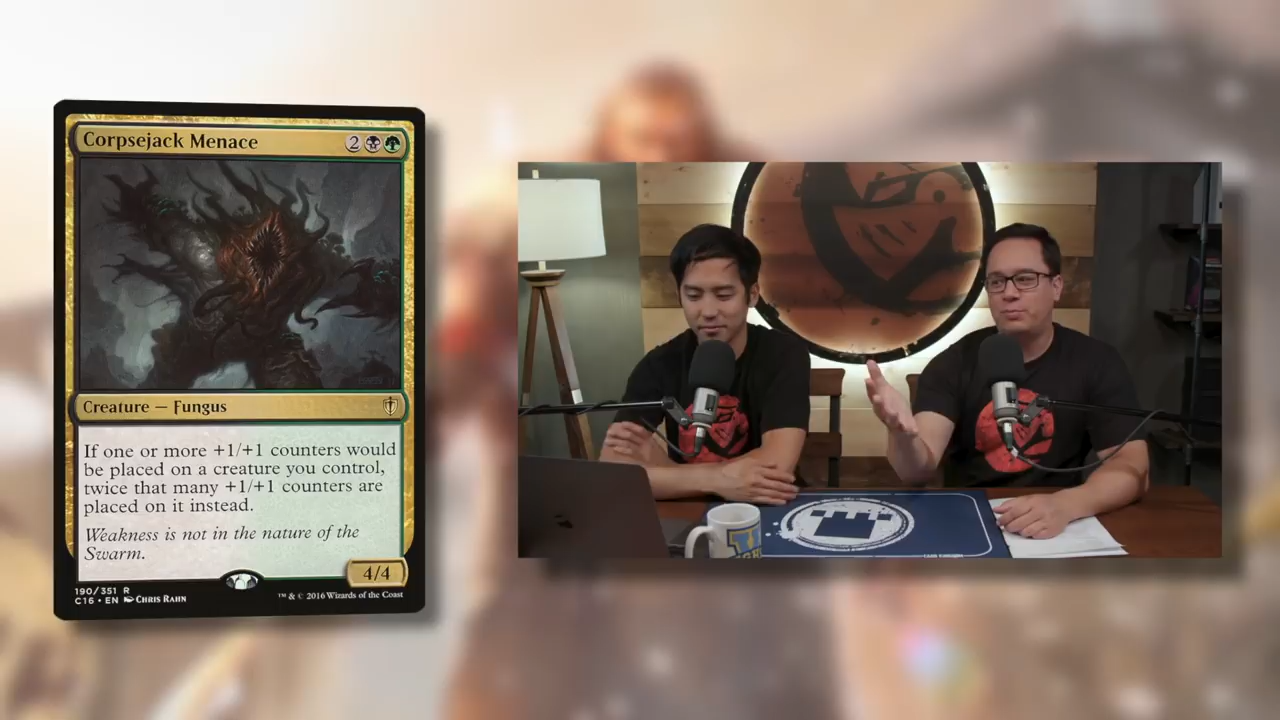 Corpsejack Menace
2
Creature — Fungus
If one or more +1/+1 counters would
be placed on a creature you control,
twice that many +1/+1 counters are
placed on it instead.
Weakness is not in the nature of the
Swarm.
4/4
190/351 R
C16 • EN Chris Rahn
™ & © 2016 Wizards of the Coast